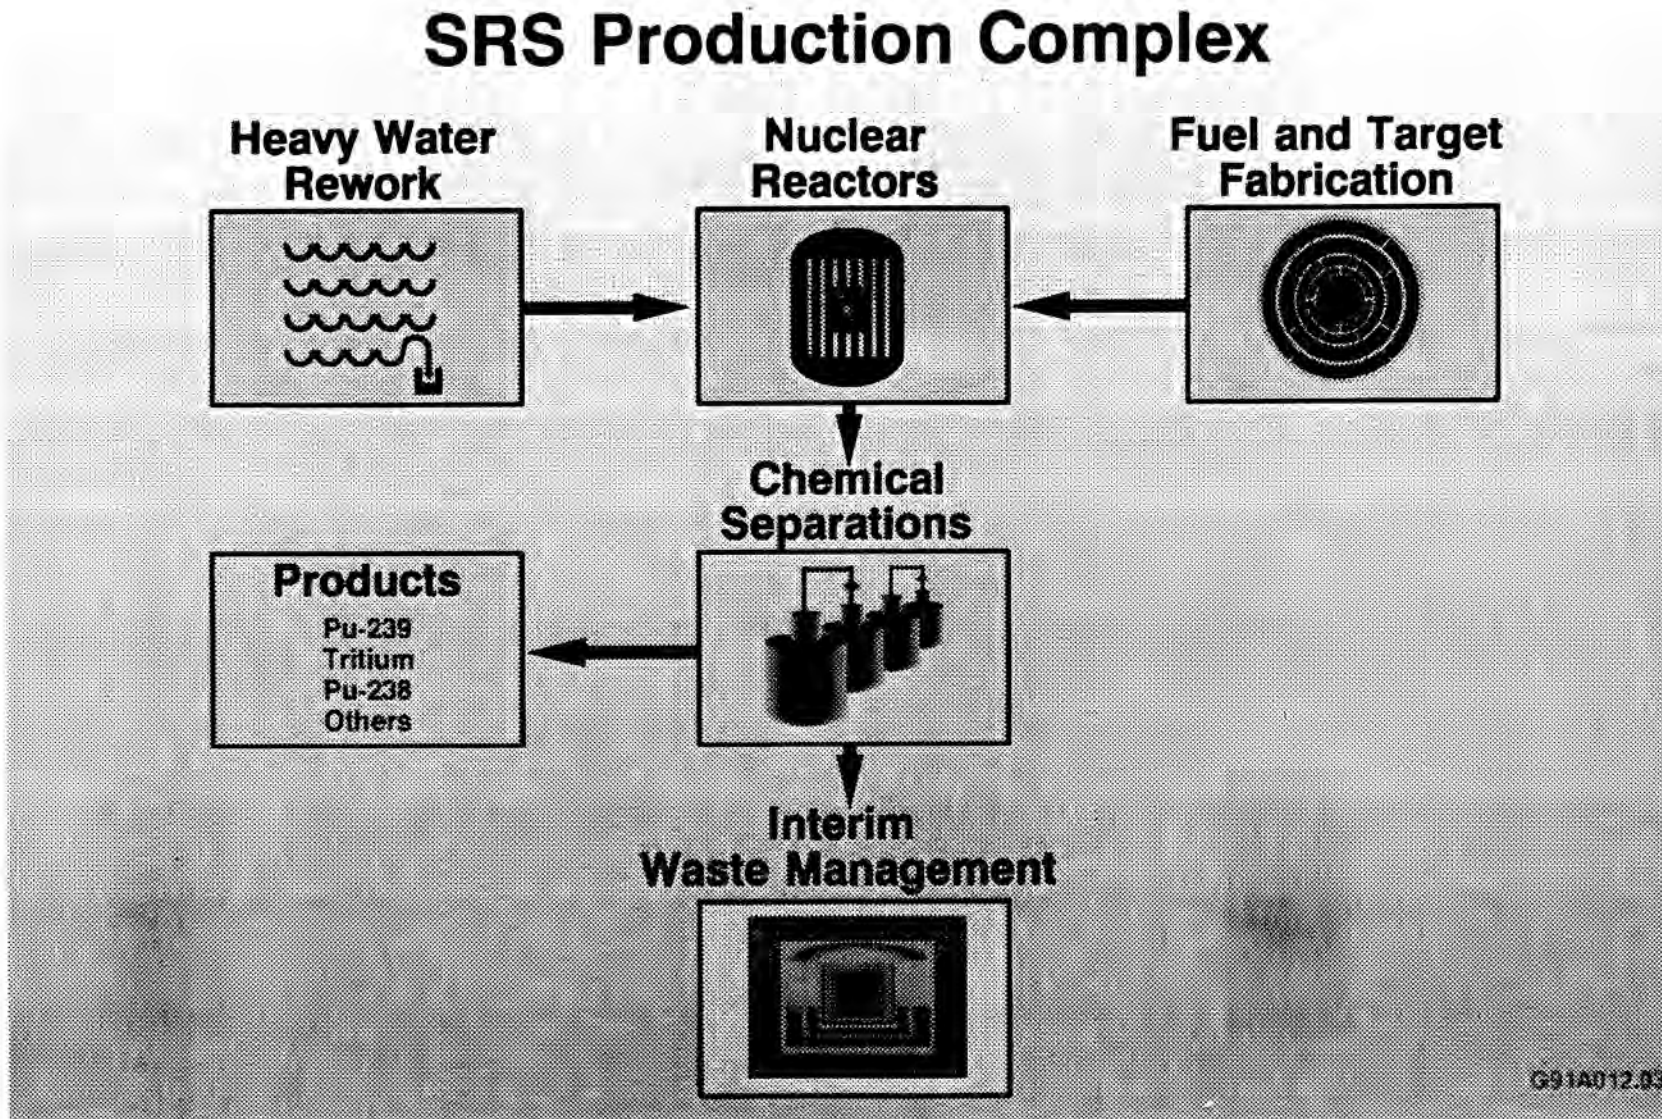 SRS Production Complex
Heavy Water
Rework
Nuclear
Reactors
Fuel and Target
Fabrication
Chemical
Separations
Products
Pu-239
Tritium
Pu-238
Others
Interim
Waste Management
G91A012.03